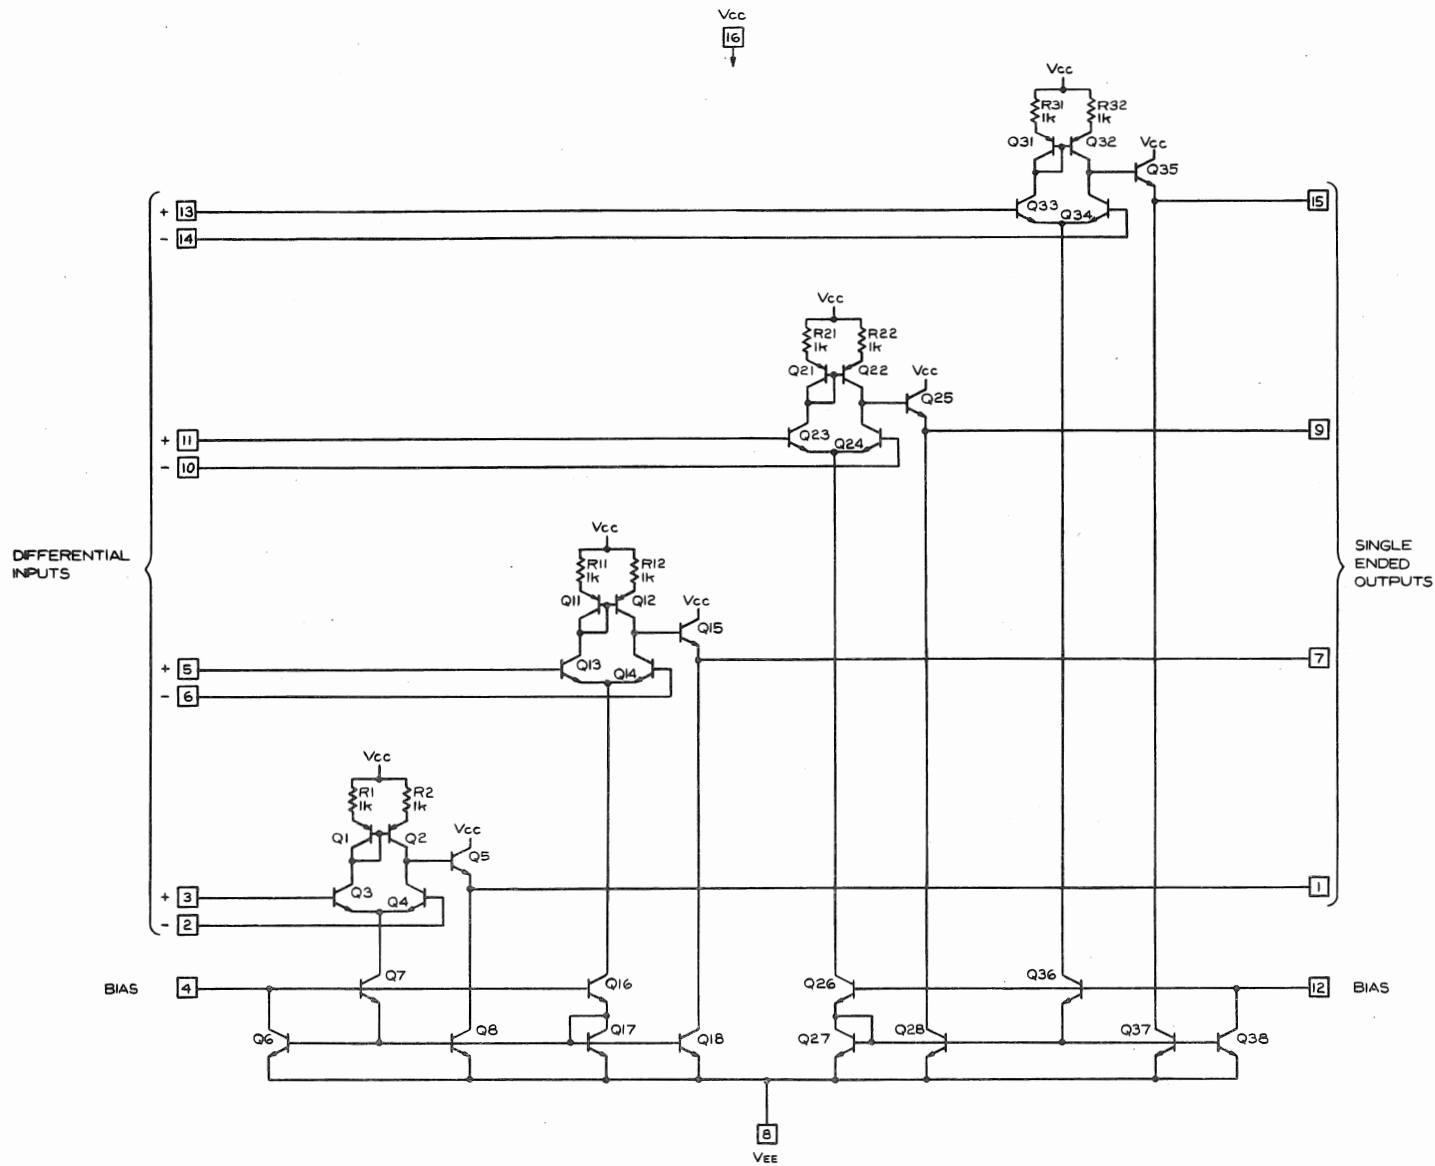 Vcc
16
Vcc
R31 1k
R32 1k
Q31
Q32
Vcc
Q35
+ 13
Q33
Q34
15
- 14
Vcc
R21 1k
R22 1k
Q21
Q22
Vcc
Q25
+ 11
Q23
Q24
9
- 10
Vcc
DIFFERENTIAL
INPUTS
SINGLE
ENDED
OUTPUTS
R11 1k
R12 1k
Q11
Q12
Vcc
Q15
+ 5
Q13
Q14
7
- 6
Vcc
R1 1k
R2 1k
Q1
Q2
Vcc
Q5
+ 3
Q3
Q4
1
- 2
BIAS 4
Q7
Q16
Q26
Q36
12 BIAS
Q6
Q8
Q17
Q18
Q27
Q28
Q37
Q38
8
VEE